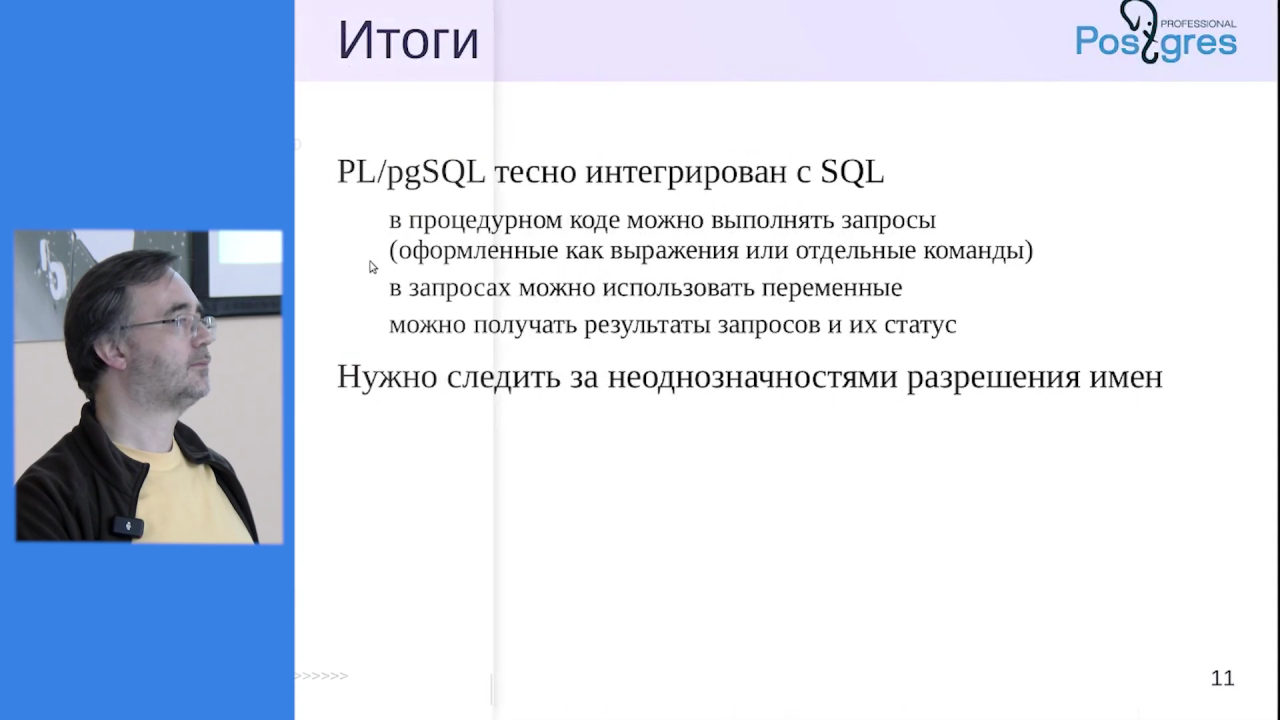 Итоги
PROFESSIONAL
Postgres
PL/pgSQL тесно интегрирован с SQL
в процедурном коде можно выполнять запросы
(оформленные как выражения или отдельные команды)
в запросах можно использовать переменные
можно получать результаты запросов и их статус
Нужно следить за неоднозначностями разрешения имен
>>>>>>
11